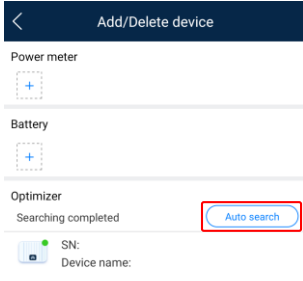 Add/Delete device
Power meter
+
Battery
+
Optimizer
Searching completed
Auto search
SN:
Device name: